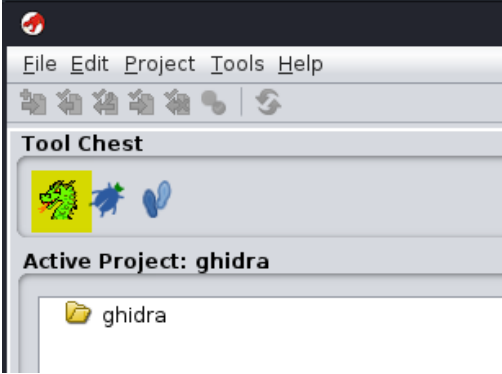 File Edit Project Tools Help
Tool Chest
Active Project: ghidra
ghidra